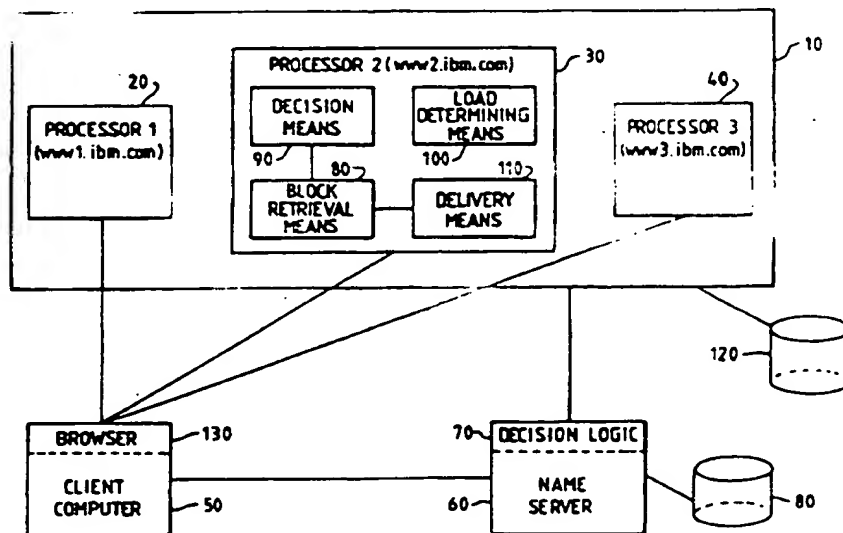 10
PROCESSOR 2 (www2.ibm.com)
30
20
PROCESSOR 1
(www1.ibm.com)
DECISION
MEANS
90
LOAD
DETERMINING
MEANS
100
40
PROCESSOR 3
(www3.ibm.com)
80
BLOCK
RETRIEVAL
MEANS
110
DELIVERY
MEANS
120
BROWSER
130
70
DECISION LOGIC
CLIENT
COMPUTER
50
60
NAME
SERVER
80